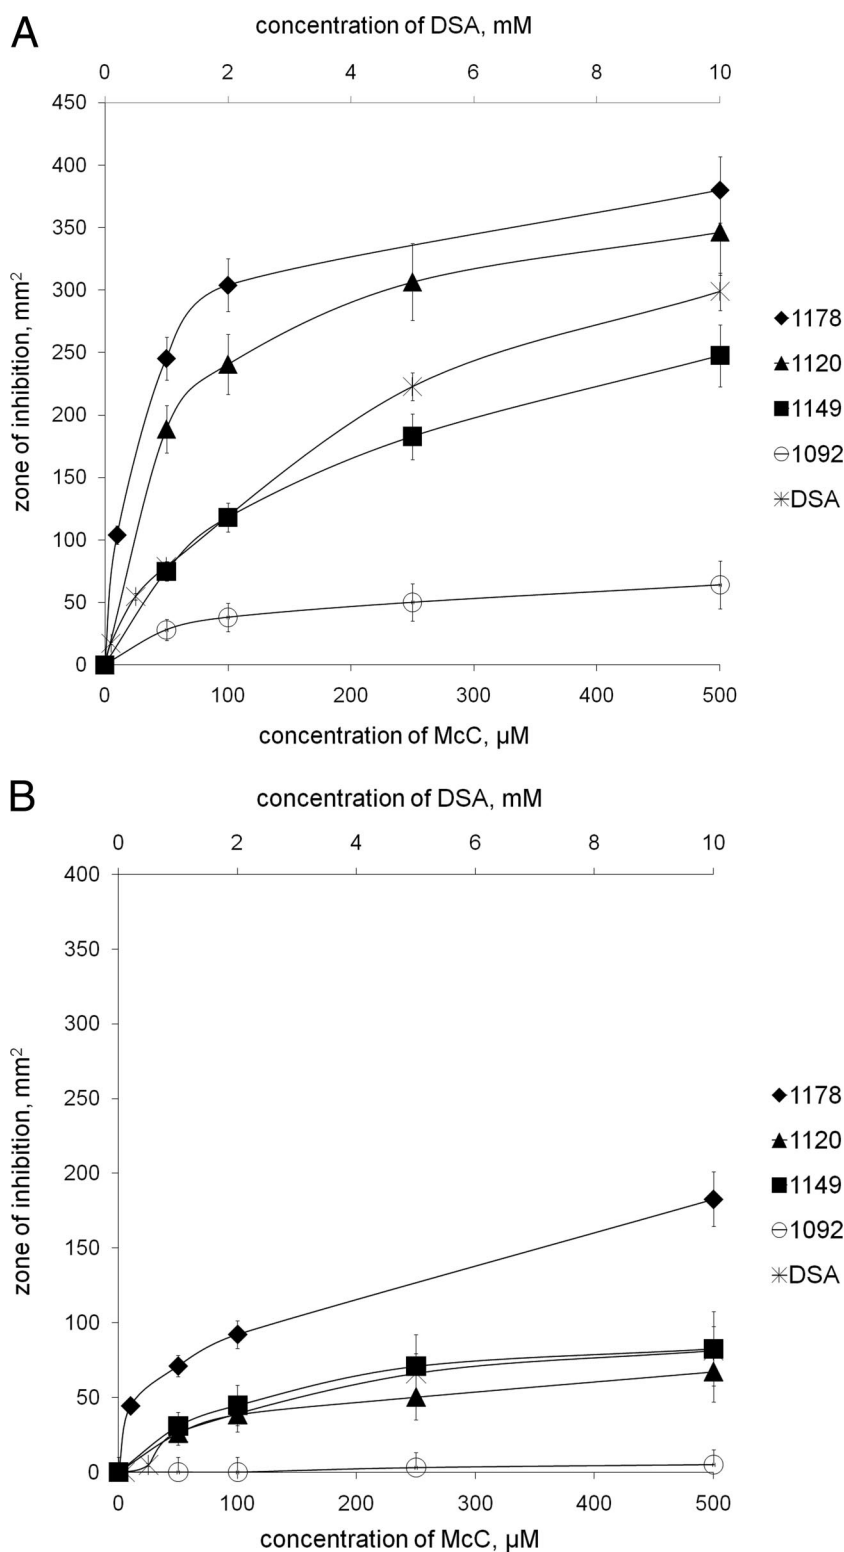 A
concentration of DSA, mM
0 2 4 6 8 10
450
400
350
300
250
200
150
100
50
0
zone of inhibition, mm²
1178
1120
1149
1092
DSA
0 100 200 300 400 500
concentration of McC, µM
B
concentration of DSA, mM
0 2 4 6 8 10
400
350
300
250
200
150
100
50
0
zone of inhibition, mm²
1178
1120
1149
1092
DSA
0 100 200 300 400 500
concentration of McC, µM